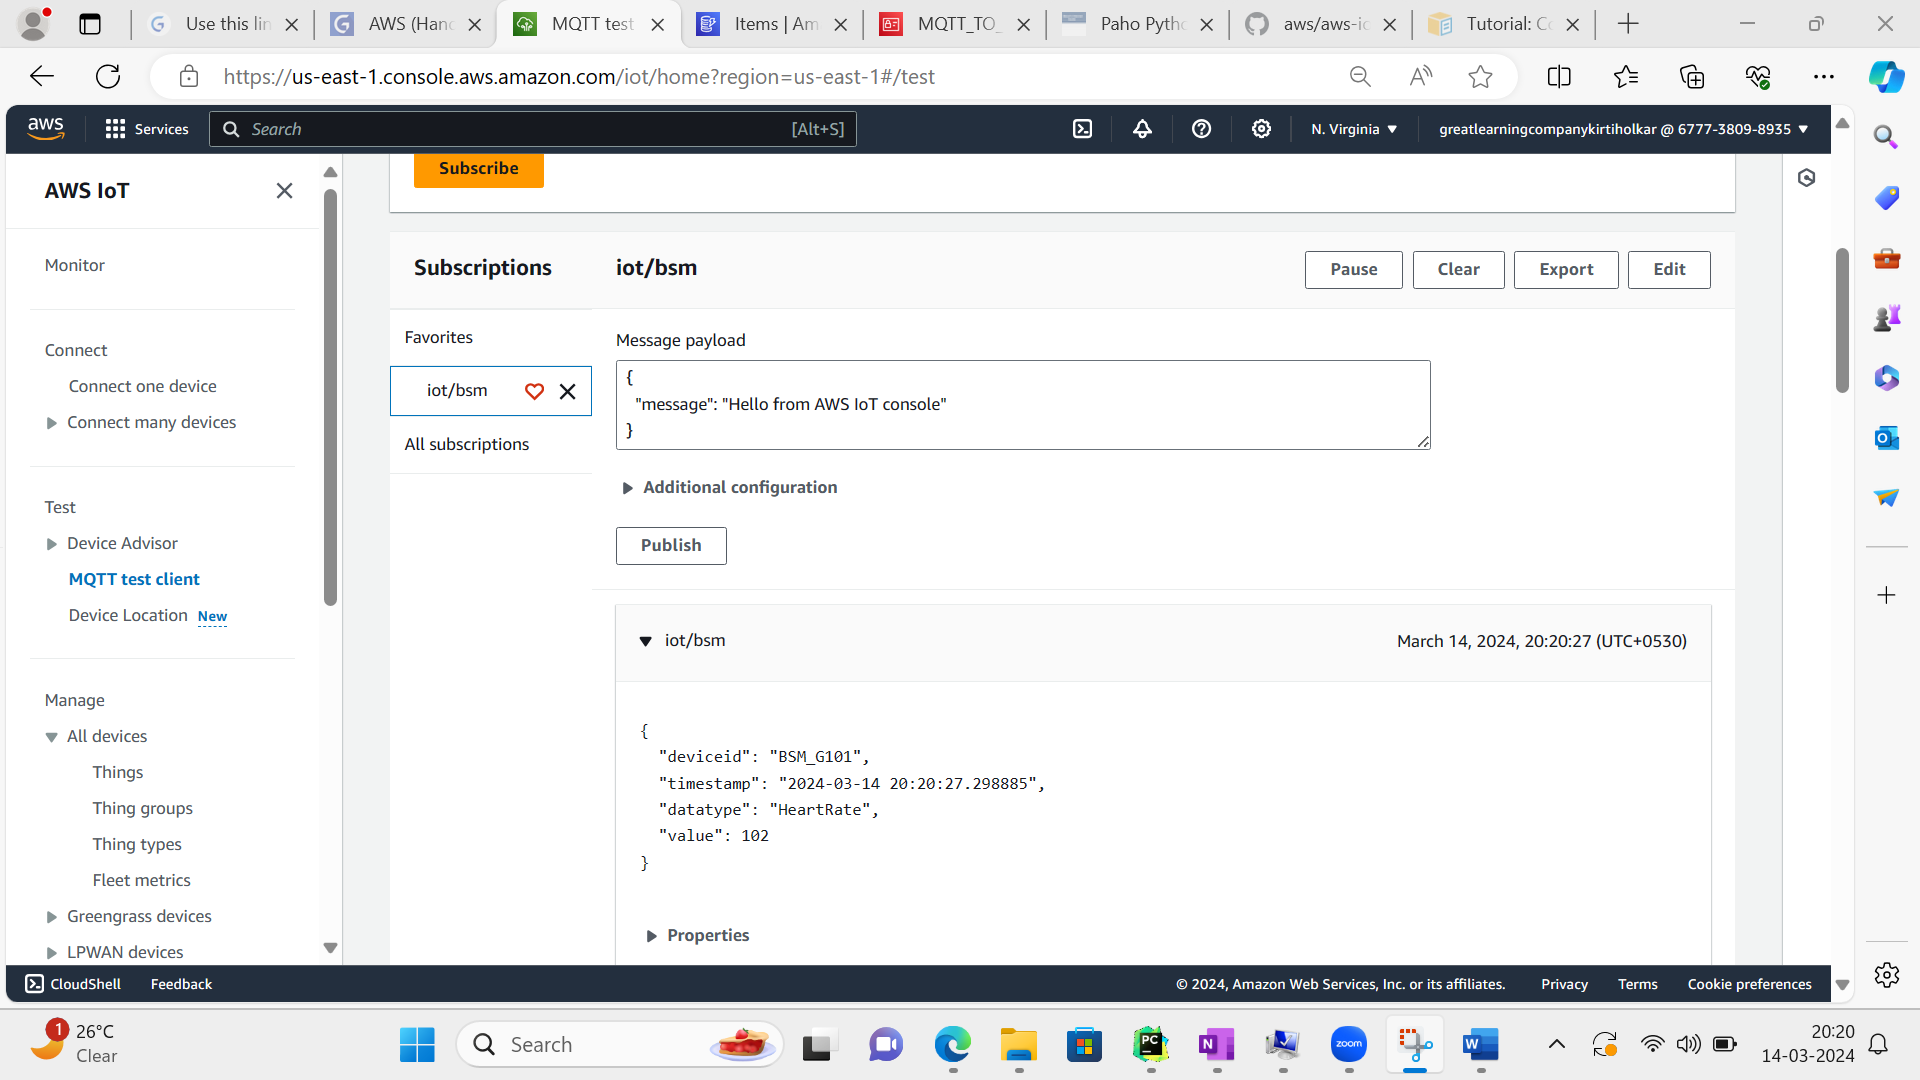 Use this lin
AWS (Hanc
MQTT test
Items | Am
MQTT_TO_
Paho Pytho
aws/aws-io
Tutorial: Co
https://us-east-1.console.aws.amazon.com/iot/home?region=us-east-1#/test
aws
Services
Search
[Alt+S]
N. Virginia
greatlearningcompanykirtiholkar @ 6777-3809-8935
AWS IoT
Monitor
Connect
Connect one device
Connect many devices
Test
Device Advisor
MQTT test client
Device Location New
Manage
All devices
Things
Thing groups
Thing types
Fleet metrics
Greengrass devices
LPWAN devices
Subscribe
Subscriptions
iot/bsm
Pause
Clear
Export
Edit
Favorites
iot/bsm
All subscriptions
Message payload
{
"message": "Hello from AWS IoT console"
}
Additional configuration
Publish
iot/bsm
March 14, 2024, 20:20:27 (UTC+0530)
{
"deviceid": "BSM_G101",
"timestamp": "2024-03-14 20:20:27.298885",
"datatype": "HeartRate",
"value": 102
}
Properties
CloudShell
Feedback
© 2024, Amazon Web Services, Inc. or its affiliates.
Privacy
Terms
Cookie preferences
1
26°C
Clear
Search
PC
N
zoom
W
20:20
14-03-2024